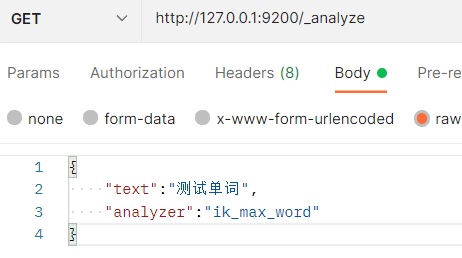 GET http://127.0.0.1:9200/_analyze
Params Authorization Headers (8) Body Pre-re
none form-data x-www-form-urlencoded raw
1 {
2 "text":"测试单词",
3 "analyzer":"ik_max_word"
4 }